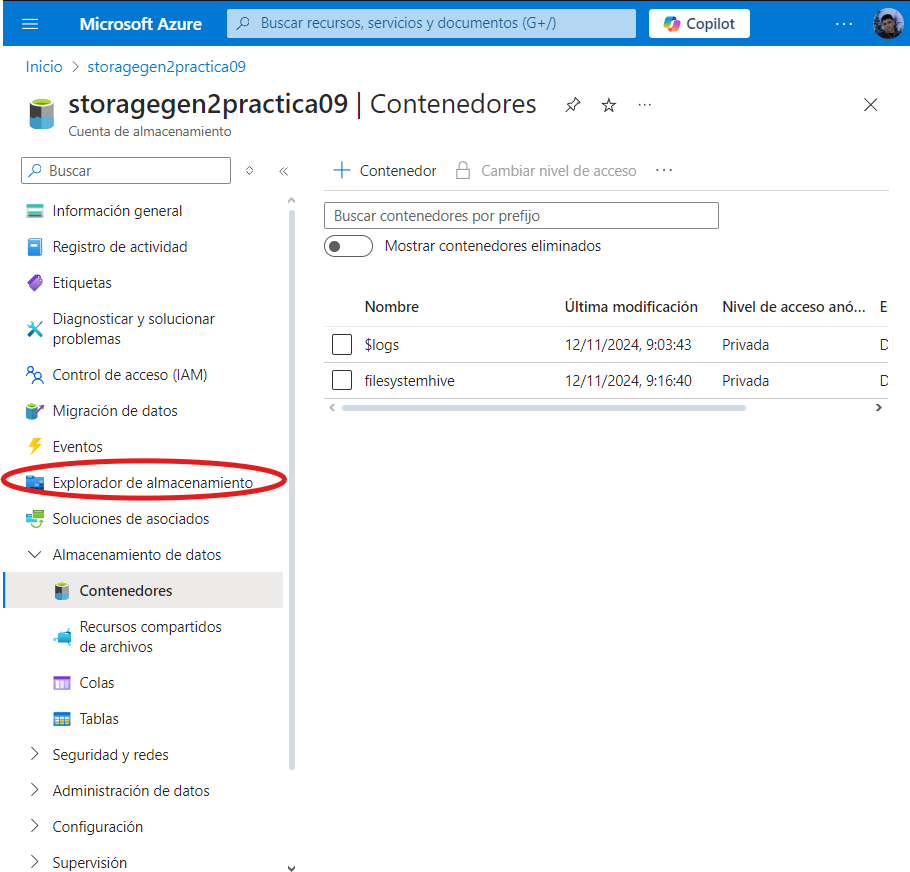 Microsoft Azure
Buscar recursos, servicios y documentos (G+/)
Copilot
Inicio > storagegen2practica09
storagegen2practica09 | Contenedores
Cuenta de almacenamiento
Buscar
Información general
Registro de actividad
Etiquetas
Diagnosticar y solucionar
problemas
Control de acceso (IAM)
Migración de datos
Eventos
Explorador de almacenamiento
Soluciones de asociados
Almacenamiento de datos
Contenedores
Recursos compartidos
de archivos
Colas
Tablas
Seguridad y redes
Administración de datos
Configuración
Supervisión
+ Contenedor Cambiar nivel de acceso ...
Buscar contenedores por prefijo
Mostrar contenedores eliminados
Nombre Última modificación Nivel de acceso anó... E
$logs 12/11/2024, 9:03:43 Privada D
filesystemhive 12/11/2024, 9:16:40 Privada D